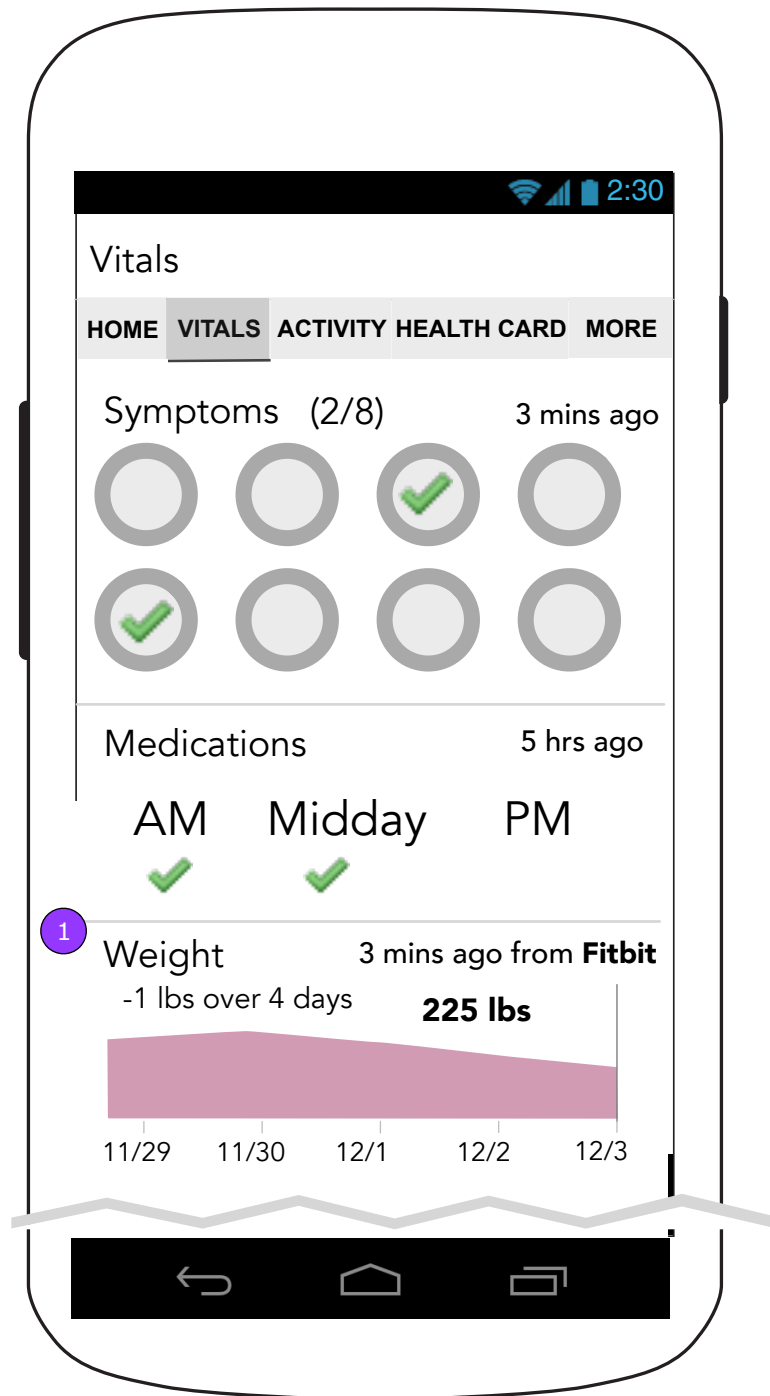 2:30
Vitals
HOME VITALS ACTIVITY HEALTH CARD MORE
Symptoms (2/8) 3 mins ago
Medications 5 hrs ago
AM Midday PM
1
Weight 3 mins ago from Fitbit
-1 lbs over 4 days 225 lbs
11/29 11/30 12/1 12/2 12/3